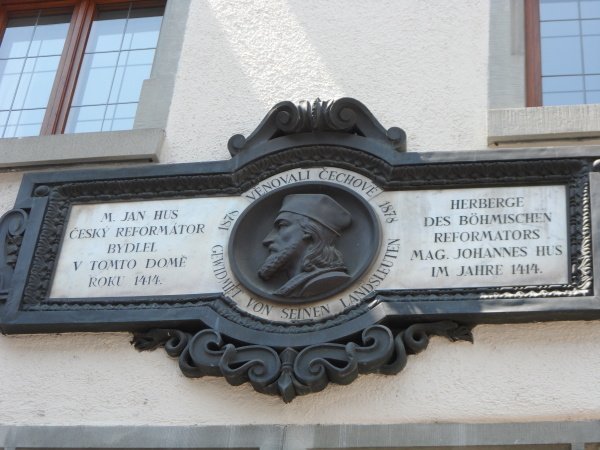 M. JAN HUS
ČESKÝ REFORMÁTOR
BYDLEL
V TOMTO DOMĚ
ROKU 1414.
VĚNOVALI ČECHOVÉ
1878 1878
GEWIDMET VON SEINEN LANDSLEUTEN
HERBERGE
DES BÖHMISCHEN
REFORMATORS
MAG. JOHANNES HUS
IM JAHRE 1414.